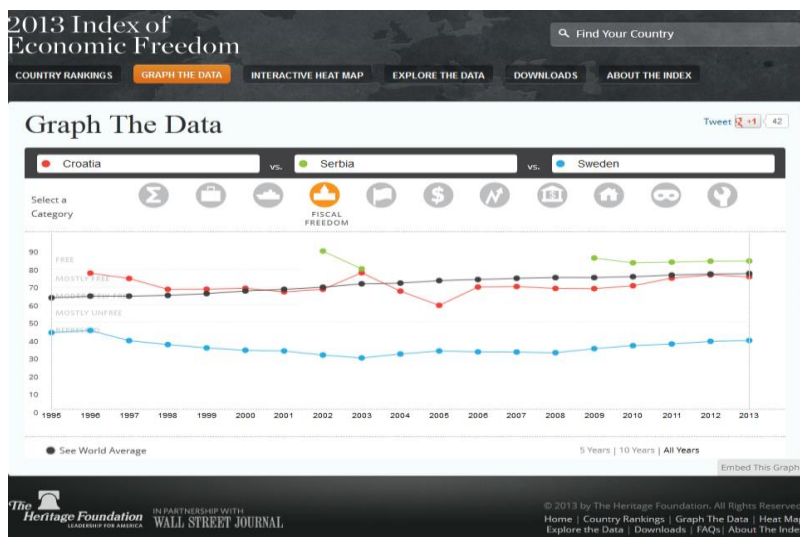 2013 Index of
Economic Freedom
Find Your Country
COUNTRY RANKINGS GRAPH THE DATA INTERACTIVE HEAT MAP EXPLORE THE DATA DOWNLOADS ABOUT THE INDEX
Graph The Data
Tweet +1 42
Croatia vs. Serbia vs. Sweden
Select a
Category
FISCAL
FREEDOM
90
FREE
80
MOSTLY FREE
70
MODERATELY FREE
60
MOSTLY UNFREE
50
REPRESSED
40
30
20
10
0
1995 1996 1997 1998 1999 2000 2001 2002 2003 2004 2005 2006 2007 2008 2009 2010 2011 2012 2013
See World Average
5 Years | 10 Years | All Years
Embed This Graph
The
Heritage Foundation
LEADERSHIP FOR AMERICA
IN PARTNERSHIP WITH
WALL STREET JOURNAL
© 2013 by The Heritage Foundation. All Rights Reserved
Home | Country Rankings | Graph The Data | Heat Map
Explore the Data | Downloads | FAQs | About The Inde